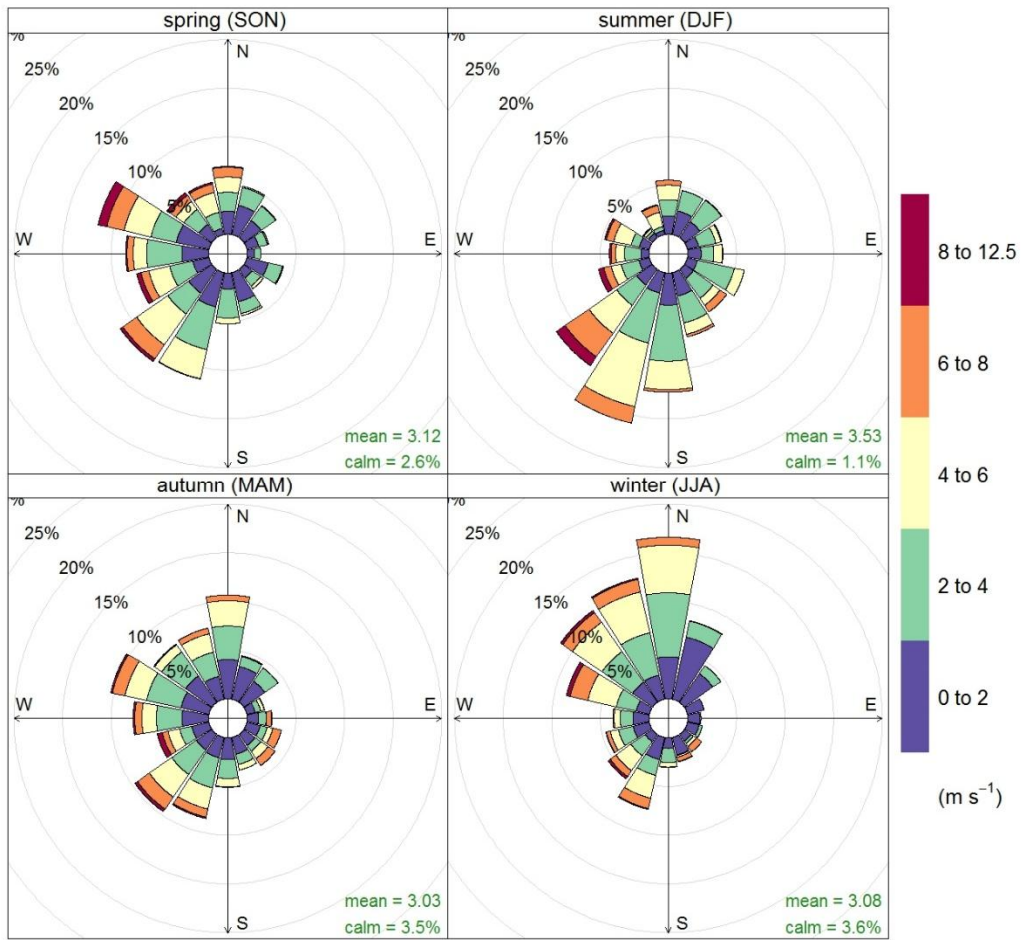 spring (SON)
%
25%
20%
15%
10%
5%
N
W
E
S
mean = 3.12
calm = 2.6%
summer (DJF)
%
25%
20%
15%
10%
5%
N
W
E
S
mean = 3.53
calm = 1.1%
autumn (MAM)
%
25%
20%
15%
10%
5%
N
W
E
S
mean = 3.03
calm = 3.5%
winter (JJA)
%
25%
20%
15%
10%
5%
N
W
E
S
mean = 3.08
calm = 3.6%
8 to 12.5
6 to 8
4 to 6
2 to 4
0 to 2
(m s⁻¹)